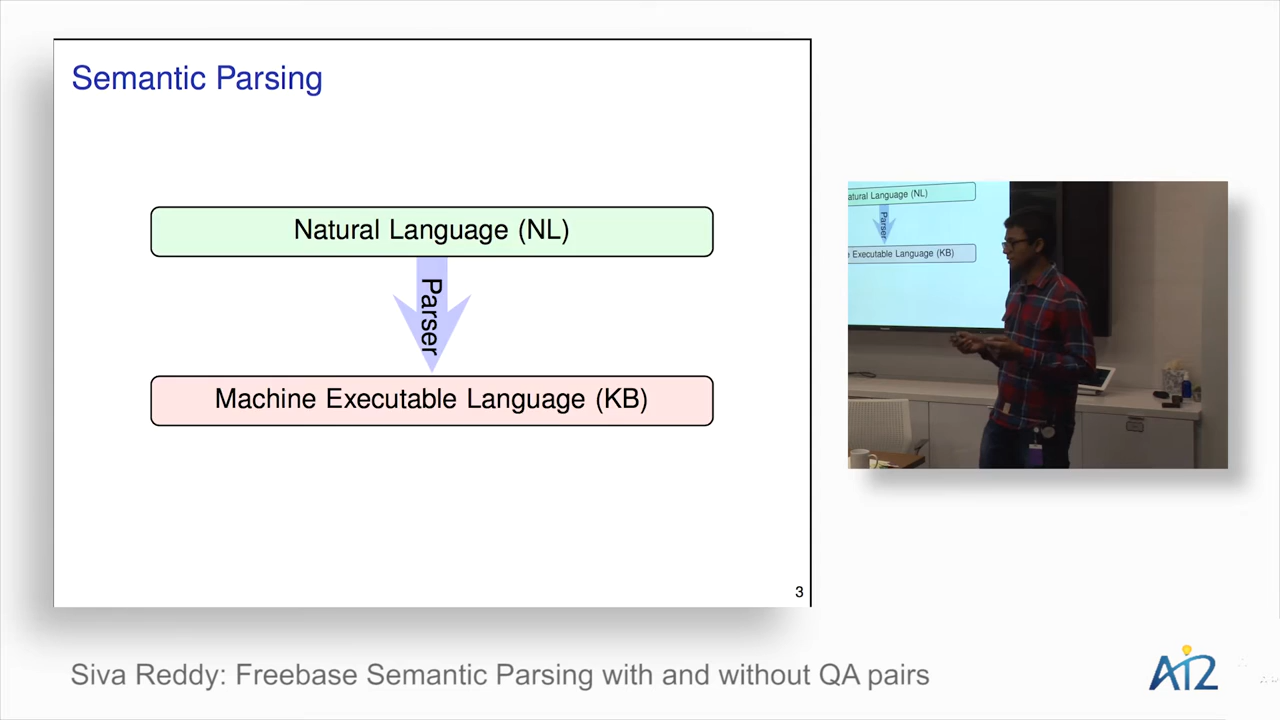 Semantic Parsing
Natural Language (NL)
Parser
Machine Executable Language (KB)
3
atural Language (NL)
Parser
Executable Language (KB)
Siva Reddy: Freebase Semantic Parsing with and without QA pairs
AI2